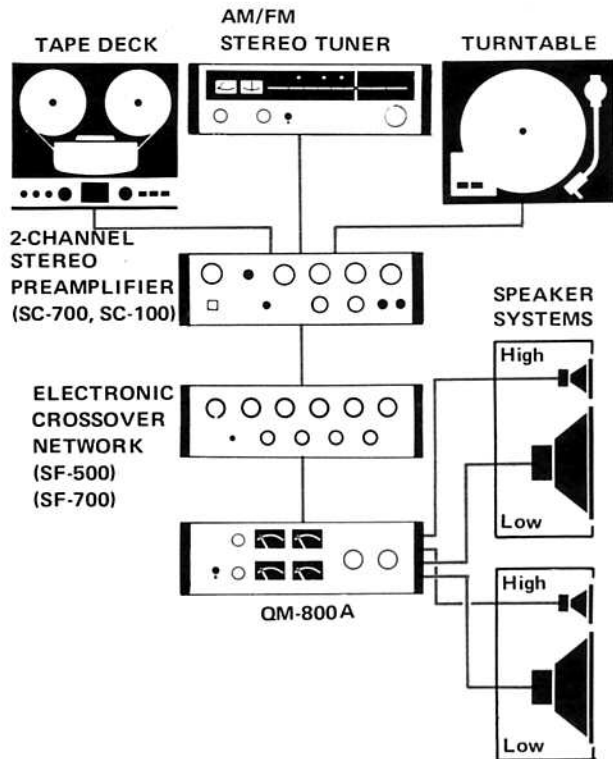 AM/FM
STEREO TUNER
TAPE DECK
TURNTABLE
2-CHANNEL
STEREO
PREAMPLIFIER
(SC-700, SC-100)
SPEAKER
SYSTEMS
High
Low
ELECTRONIC
CROSSOVER
NETWORK
(SF-500)
(SF-700)
QM-800A
High
Low